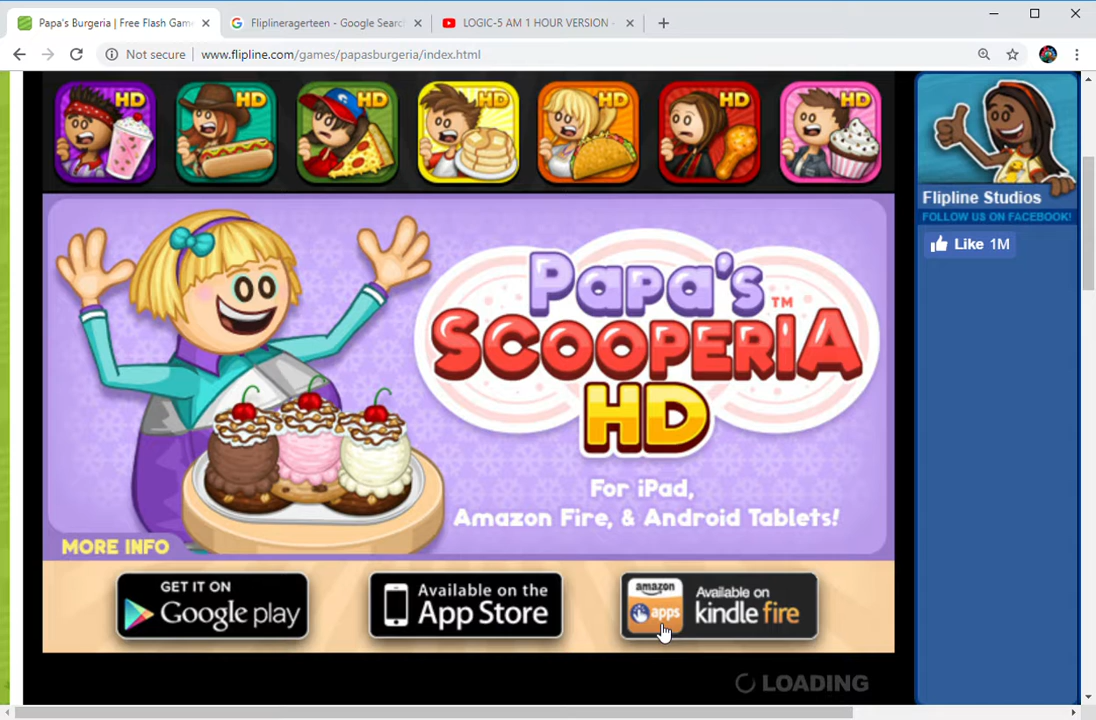 Papa's Burgeria | Free Flash Gam
Fliplineragerteen - Google Searc
LOGIC-5 AM 1 HOUR VERSION -
Not secure
www.flipline.com/games/papasburgeria/index.html
HD
HD
HD
HD
HD
HD
HD
Flipline Studios
FOLLOW US ON FACEBOOK!
Like 1M
Papa's™
SCOOPERIA
HD
For iPad,
Amazon Fire, & Android Tablets!
MORE INFO
GET IT ON
Google play
Available on the
App Store
amazon
apps
Available on
kindle fire
LOADING